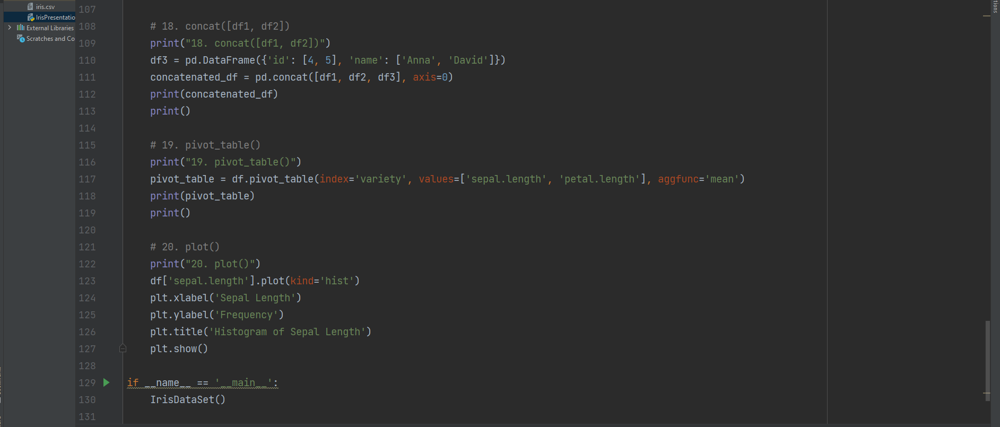 iris.csv
IrisPresentatio
External Libraries
Scratches and Co
tions
107
108 # 18. concat([df1, df2])
109 print("18. concat([df1, df2])")
110 df3 = pd.DataFrame({'id': [4, 5], 'name': ['Anna', 'David']})
111 concatenated_df = pd.concat([df1, df2, df3], axis=0)
112 print(concatenated_df)
113 print()
114
115 # 19. pivot_table()
116 print("19. pivot_table()")
117 pivot_table = df.pivot_table(index='variety', values=['sepal.length', 'petal.length'], aggfunc='mean')
118 print(pivot_table)
119 print()
120
121 # 20. plot()
122 print("20. plot()")
123 df['sepal.length'].plot(kind='hist')
124 plt.xlabel('Sepal Length')
125 plt.ylabel('Frequency')
126 plt.title('Histogram of Sepal Length')
127 plt.show()
128
129 if __name__ == '__main__':
130 IrisDataSet()
131